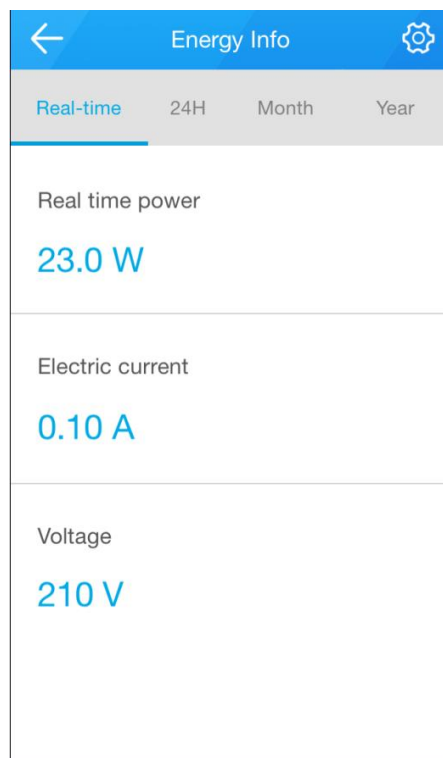 Energy Info
Real-time 24H Month Year
Real time power
23.0 W
Electric current
0.10 A
Voltage
210 V